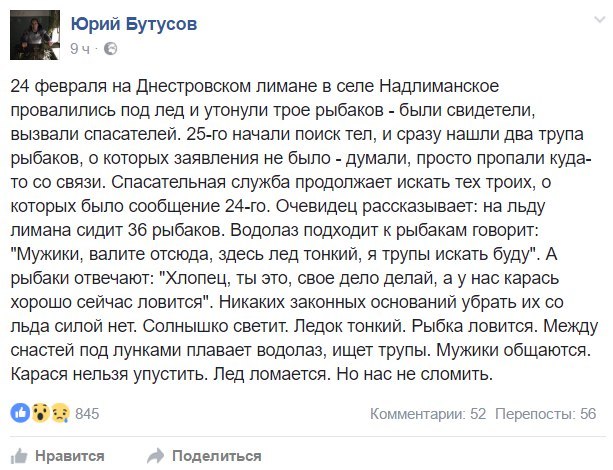 Юрий Бутусов
9 ч ·
24 февраля на Днестровском лимане в селе Надлиманское
провалились под лед и утонули трое рыбаков - были свидетели,
вызвали спасателей. 25-го начали поиск тел, и сразу нашли два трупа
рыбаков, о которых заявления не было - думали, просто пропали куда-
то со связи. Спасательная служба продолжает искать тех троих, о
которых было сообщение 24-го. Очевидец рассказывает: на льду
лимана сидит 36 рыбаков. Водолаз подходит к рыбакам говорит:
"Мужики, валите отсюда, здесь лед тонкий, я трупы искать буду". А
рыбаки отвечают: "Хлопец, ты это, свое дело делай, а у нас карась
хорошо сейчас ловится". Никаких законных оснований убрать их со
льда силой нет. Солнышко светит. Ледок тонкий. Рыбка ловится. Между
снастей под лунками плавает водолаз, ищет трупы. Мужики общаются.
Карася нельзя упустить. Лед ломается. Но нас не сломить.
845 Комментарии: 52 Перепосты: 56
Нравится Поделиться